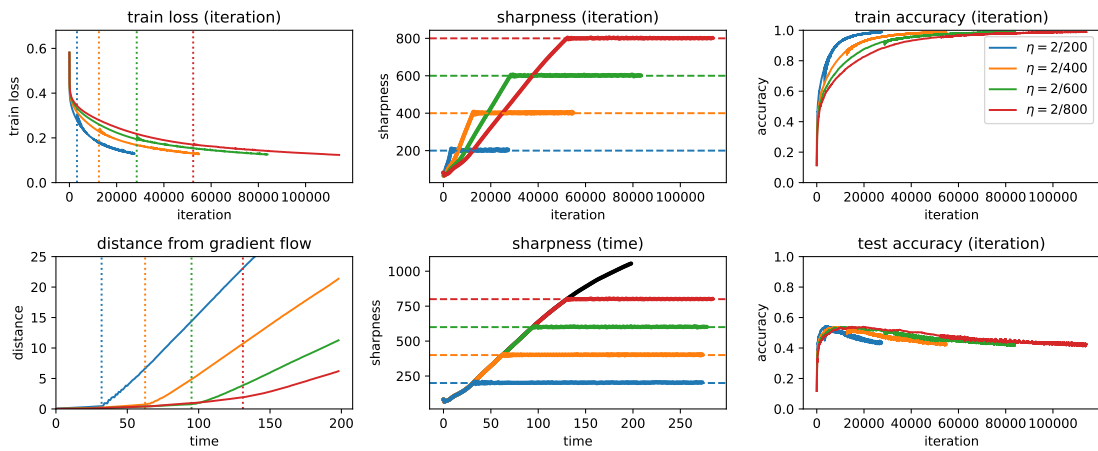 train loss (iteration)
train loss
0.6
0.4
0.2
0.0
0 20000 40000 60000 80000 100000
iteration
sharpness (iteration)
sharpness
800
600
400
200
0 20000 40000 60000 80000 100000
iteration
train accuracy (iteration)
accuracy
1.0
0.8
0.6
0.4
0.2
0.0
η = 2/200
η = 2/400
η = 2/600
η = 2/800
0 20000 40000 60000 80000 100000
iteration
distance from gradient flow
distance
25
20
15
10
5
0
0 50 100 150 200
time
sharpness (time)
sharpness
1000
750
500
250
0 50 100 150 200 250
time
test accuracy (iteration)
accuracy
1.0
0.8
0.6
0.4
0.2
0.0
0 20000 40000 60000 80000 100000
iteration